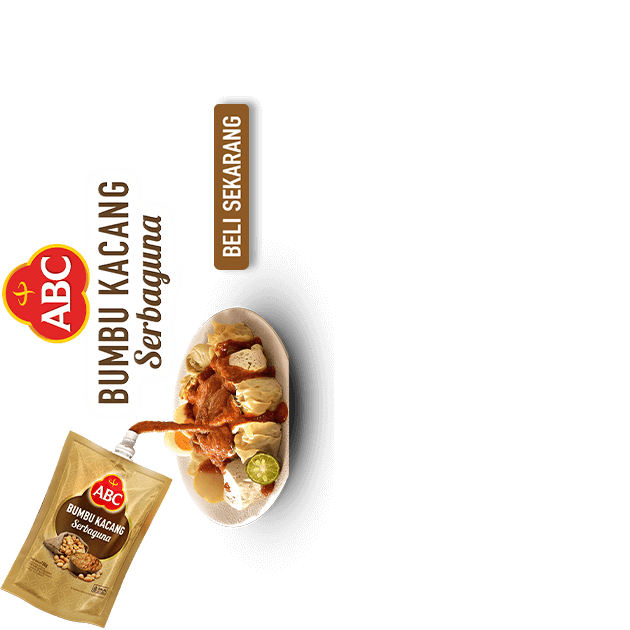 ABC
BUMBU KACANG
Serbaguna
BELI SEKARANG
ABC
BUMBU KACANG
Serbaguna